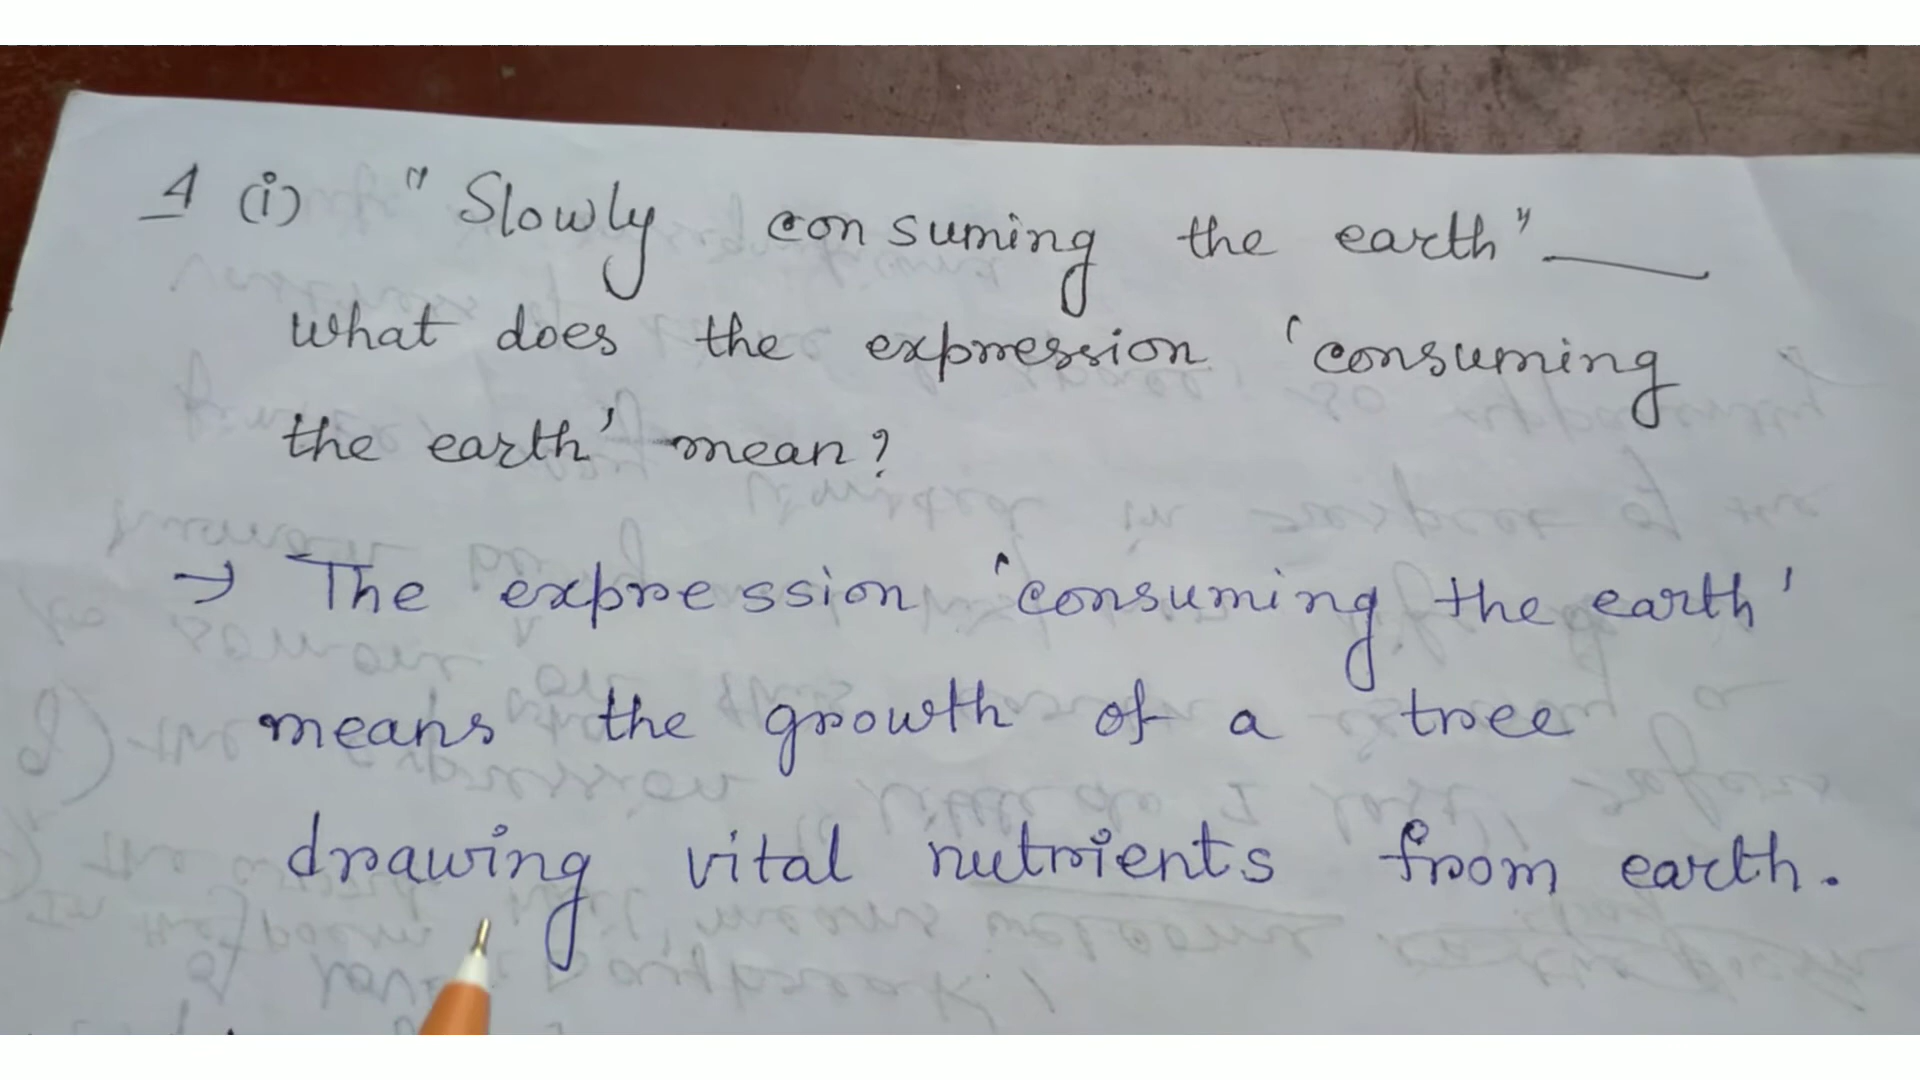 4 (i) "Slowly consuming the earth" —
what does the expression 'consuming
the earth' mean?
→ The expression 'consuming the earth'
means the growth of a tree
drawing vital nutrients from earth.